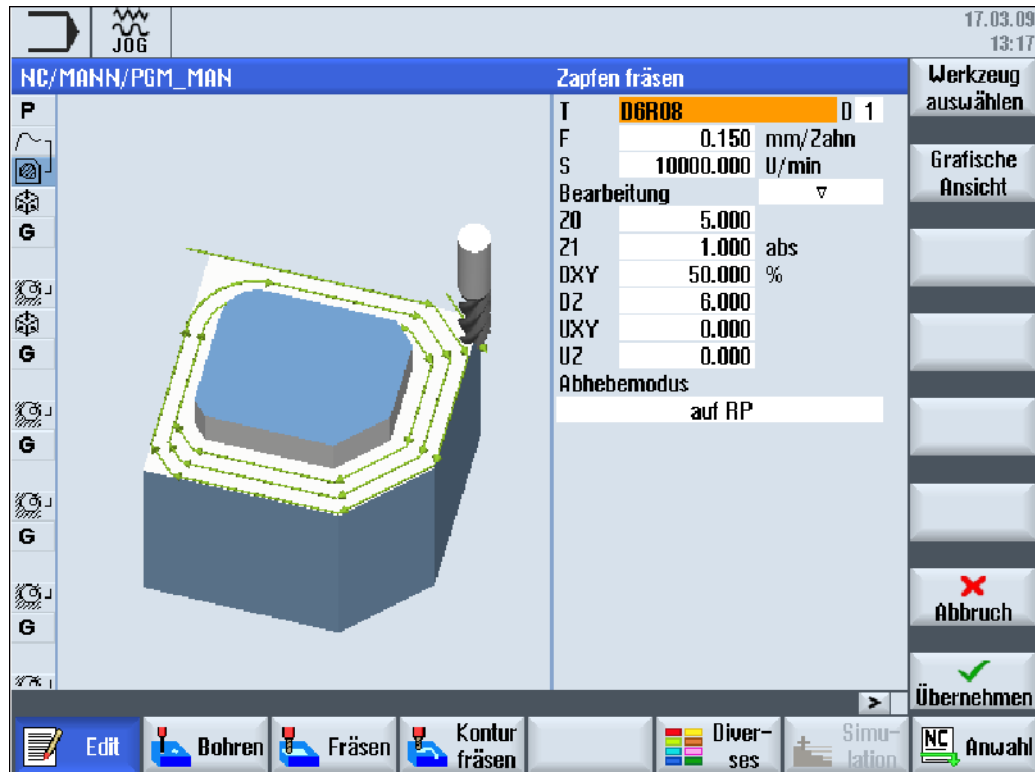 17.03.09
JOG
13:17
NC/MANN/PGM_MAN
Zapfen fräsen
Werkzeug
auswählen
P
T D6R08 D 1
F 0.150 mm/Zahn
S 10000.000 U/min
Grafische
Ansicht
Bearbeitung ▽
G
Z0 5.000
Z1 1.000 abs
DXY 50.000 %
DZ 6.000
UXY 0.000
G
UZ 0.000
Abhebemodus
auf RP
G
G
Abbruch
G
Übernehmen
>
Edit
Bohren
Fräsen
Kontur
fräsen
Diver-
ses
Simu-
lation
NC Anwahl